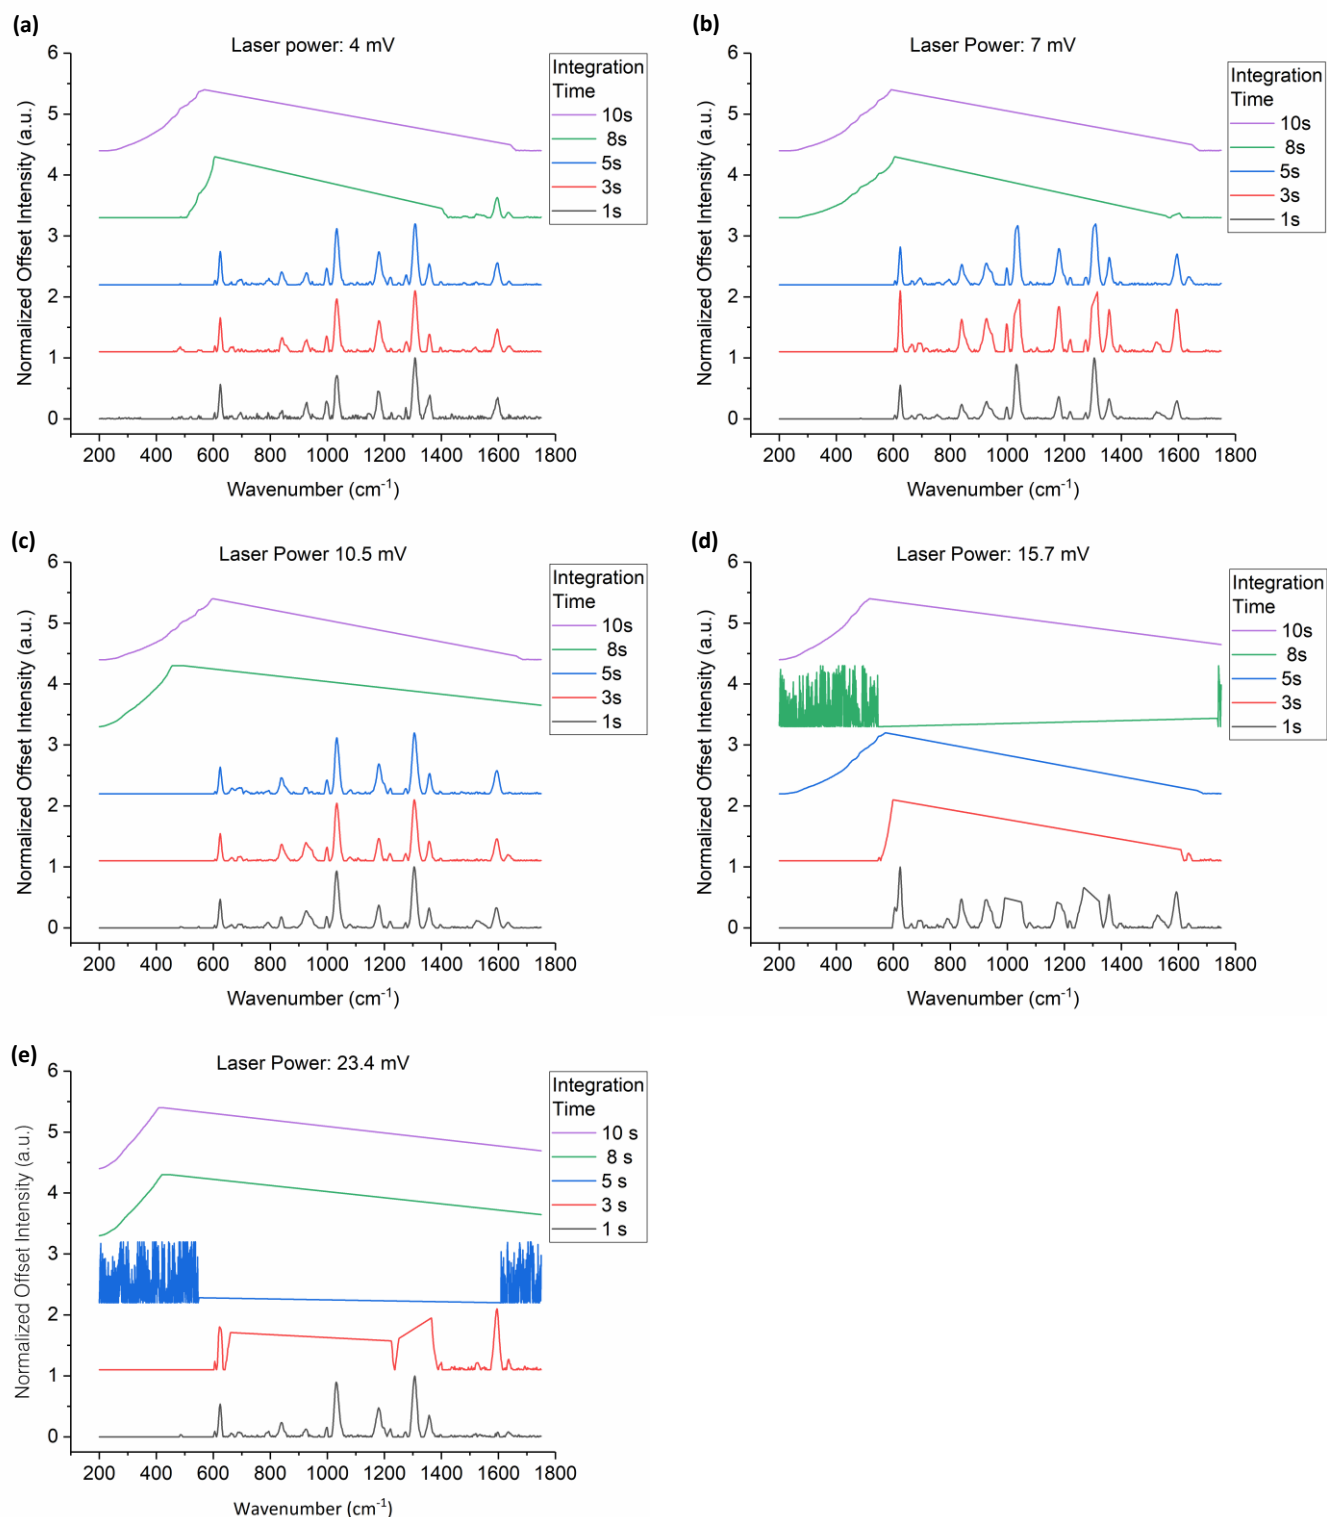 (a)
Laser power: 4 mV
Normalized Offset Intensity (a.u.)
6
5
4
3
2
1
0
Integration
Time
10s
8s
5s
3s
1s
200 400 600 800 1000 1200 1400 1600 1800
Wavenumber (cm⁻¹)
(b)
Laser Power: 7 mV
Normalized Offset Intensity (a.u.)
6
5
4
3
2
1
0
Integration
Time
10s
8s
5s
3s
1s
200 400 600 800 1000 1200 1400 1600 1800
Wavenumber (cm⁻¹)
(c)
Laser Power 10.5 mV
Normalized Offset Intensity (a.u.)
6
5
4
3
2
1
0
Integration
Time
10s
8s
5s
3s
1s
200 400 600 800 1000 1200 1400 1600 1800
Wavenumber (cm⁻¹)
(d)
Laser Power: 15.7 mV
Normalized Offset Intensity (a.u.)
6
5
4
3
2
1
0
Integration
Time
10s
8s
5s
3s
1s
200 400 600 800 1000 1200 1400 1600 1800
Wavenumber (cm⁻¹)
(e)
Laser Power: 23.4 mV
Normalized Offset Intensity (a.u.)
6
5
4
3
2
1
0
Integration
Time
10 s
8 s
5 s
3 s
1 s
200 400 600 800 1000 1200 1400 1600 1800
Wavenumber (cm⁻¹)